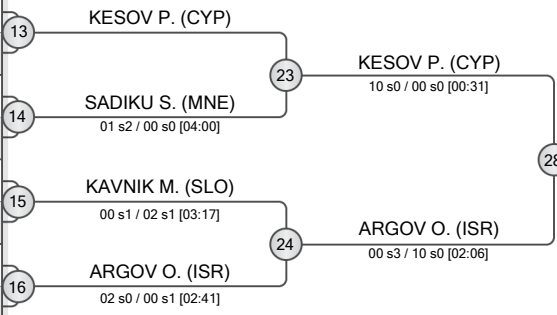 13
KESOV P. (CYP)
23
KESOV P. (CYP)
10 s0 / 00 s0 [00:31]
14
SADIKU S. (MNE)
01 s2 / 00 s0 [04:00]
28
15
KAVNIK M. (SLO)
00 s1 / 02 s1 [03:17]
24
ARGOV O. (ISR)
00 s3 / 10 s0 [02:06]
16
ARGOV O. (ISR)
02 s0 / 00 s1 [02:41]